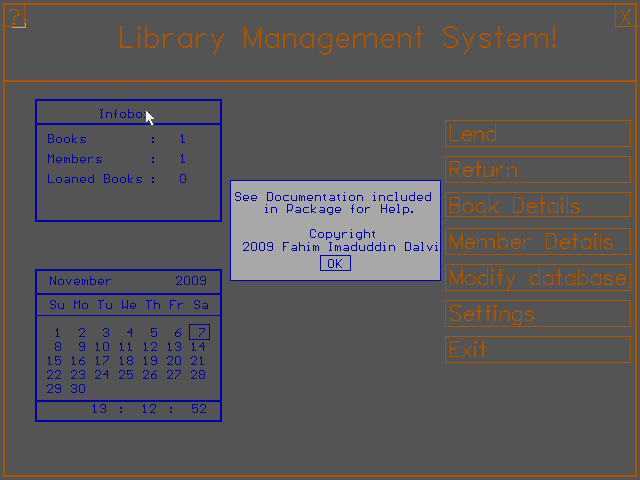 ?
X
Library Management System!
Infobo
Books : 1
Members : 1
Loaned Books : 0
See Documentation included
in Package for Help.
Copyright
2009 Fahim Imaduddin Dalvi
OK
Lend
Return
Book Details
Member Details
Modify database
Settings
Exit
November 2009
Su Mo Tu We Th Fr Sa
1 2 3 4 5 6 7
8 9 10 11 12 13 14
15 16 17 18 19 20 21
22 23 24 25 26 27 28
29 30
13 : 12 : 52